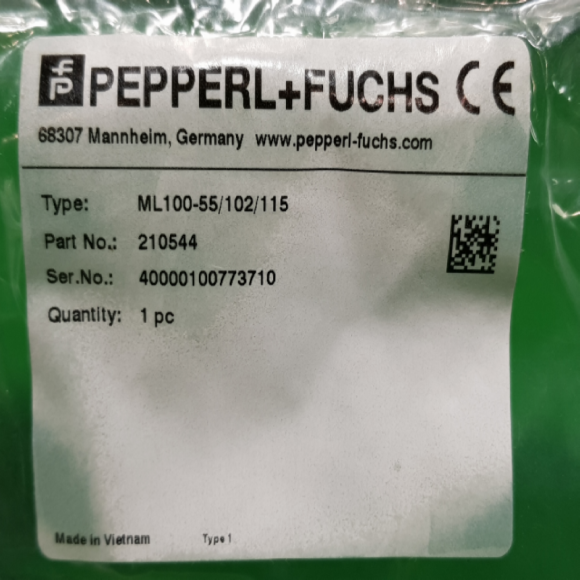 PEPPERL+FUCHS CE
68307 Mannheim, Germany www.pepperl-fuchs.com
Type: ML100-55/102/115
Part No.: 210544
Ser.No.: 40000100773710
Quantity: 1 pc
Made in Vietnam Type 1